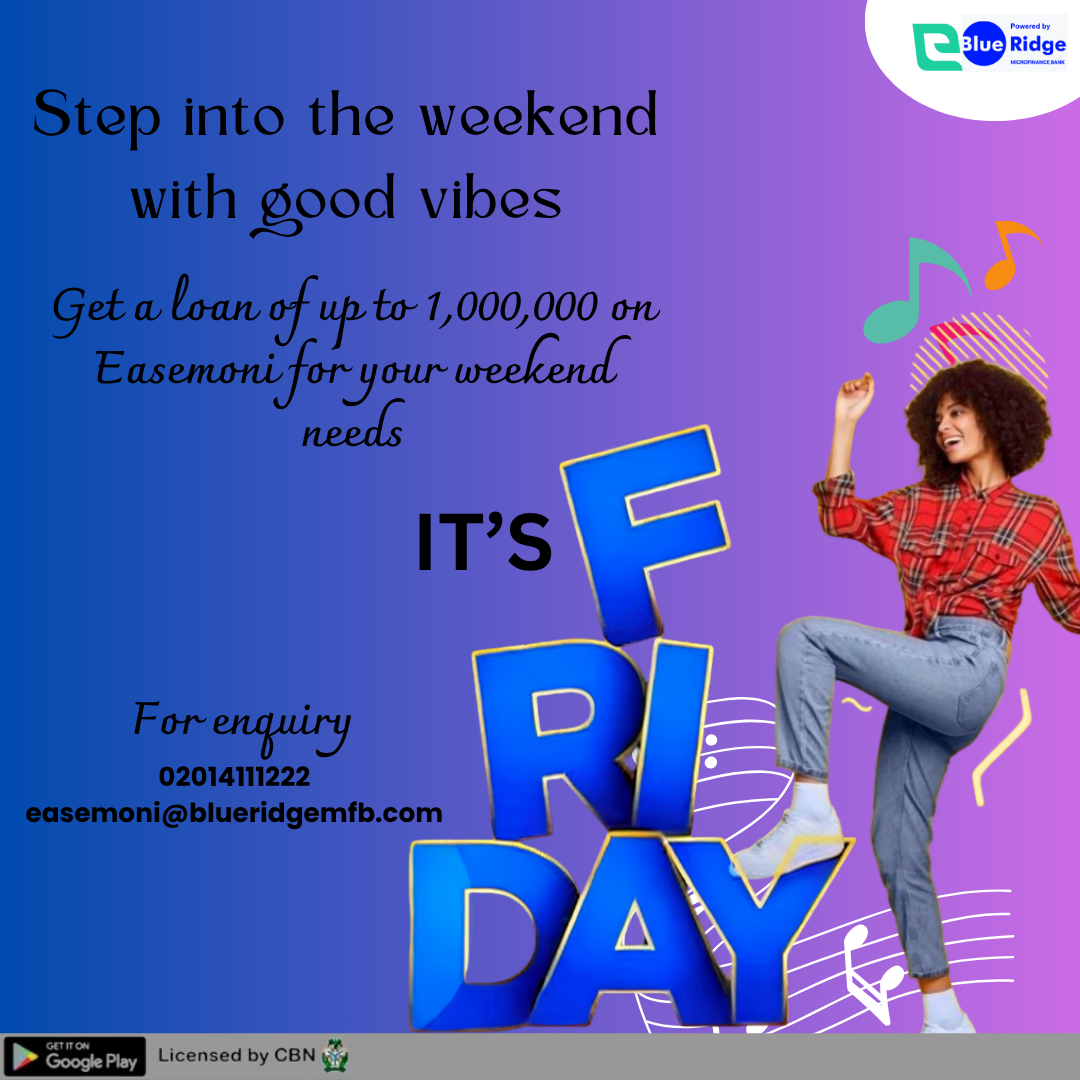 Powered by
Blue Ridge
MICROFINANCE BANK
Step into the weekend
with good vibes
Get a loan of up to 1,000,000 on
Easemoni for your weekend
needs
IT'S
F
RI
DAY
For enquiry
02014111222
easemoni@blueridgemfb.com
GET IT ON
Google Play
Licensed by CBN